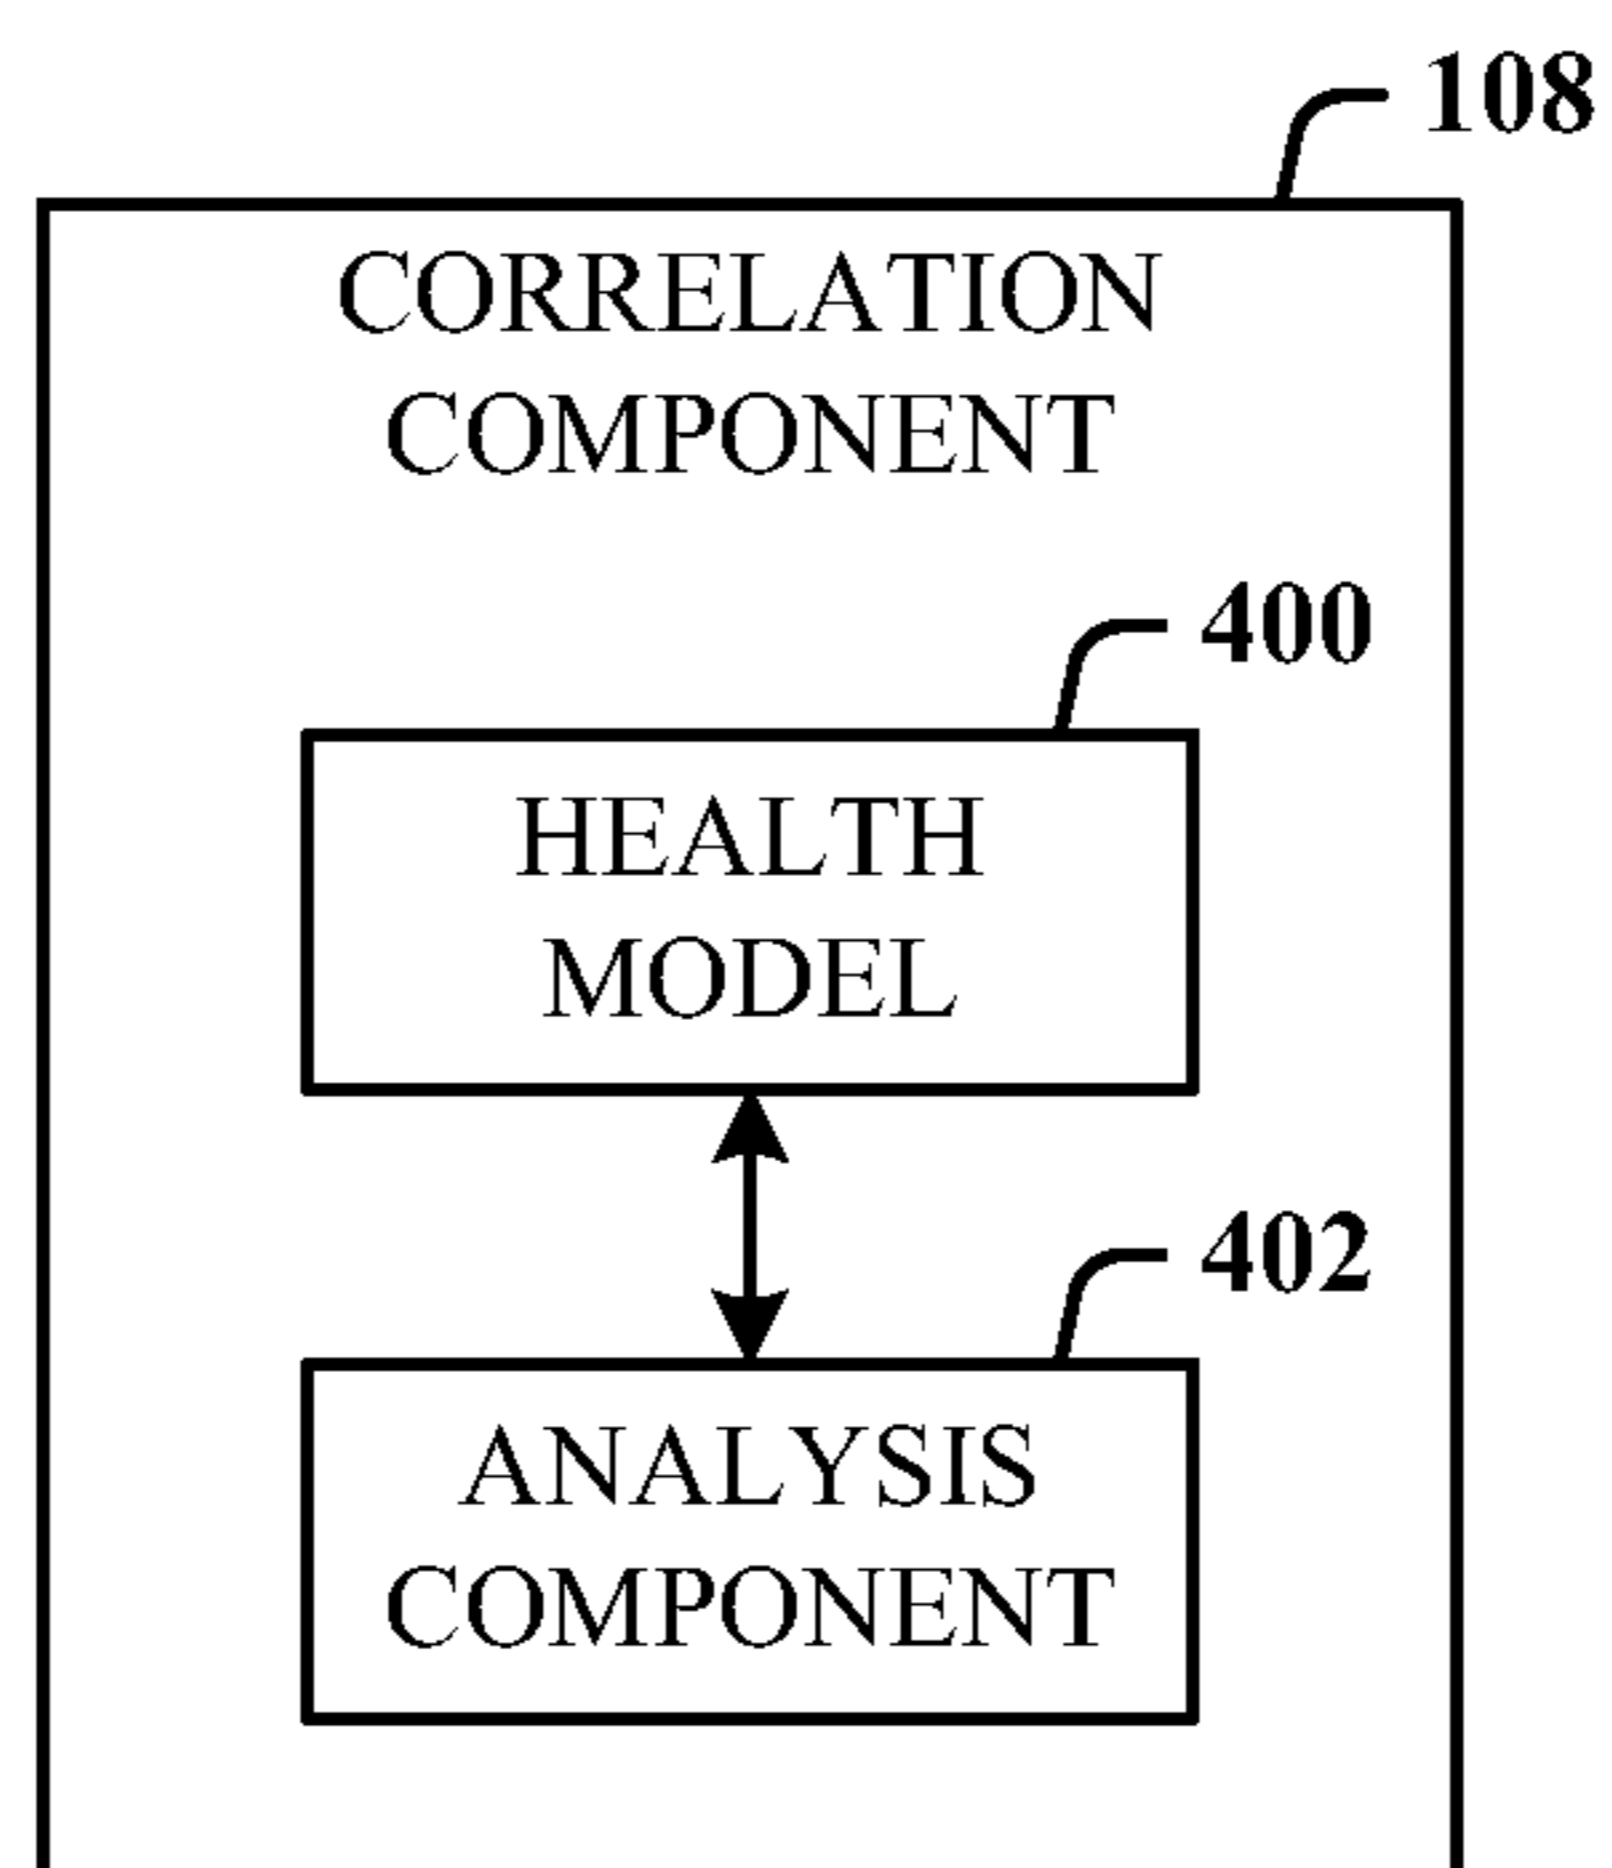 108
CORRELATION
COMPONENT
400
HEALTH
MODEL
402
ANALYSIS
COMPONENT